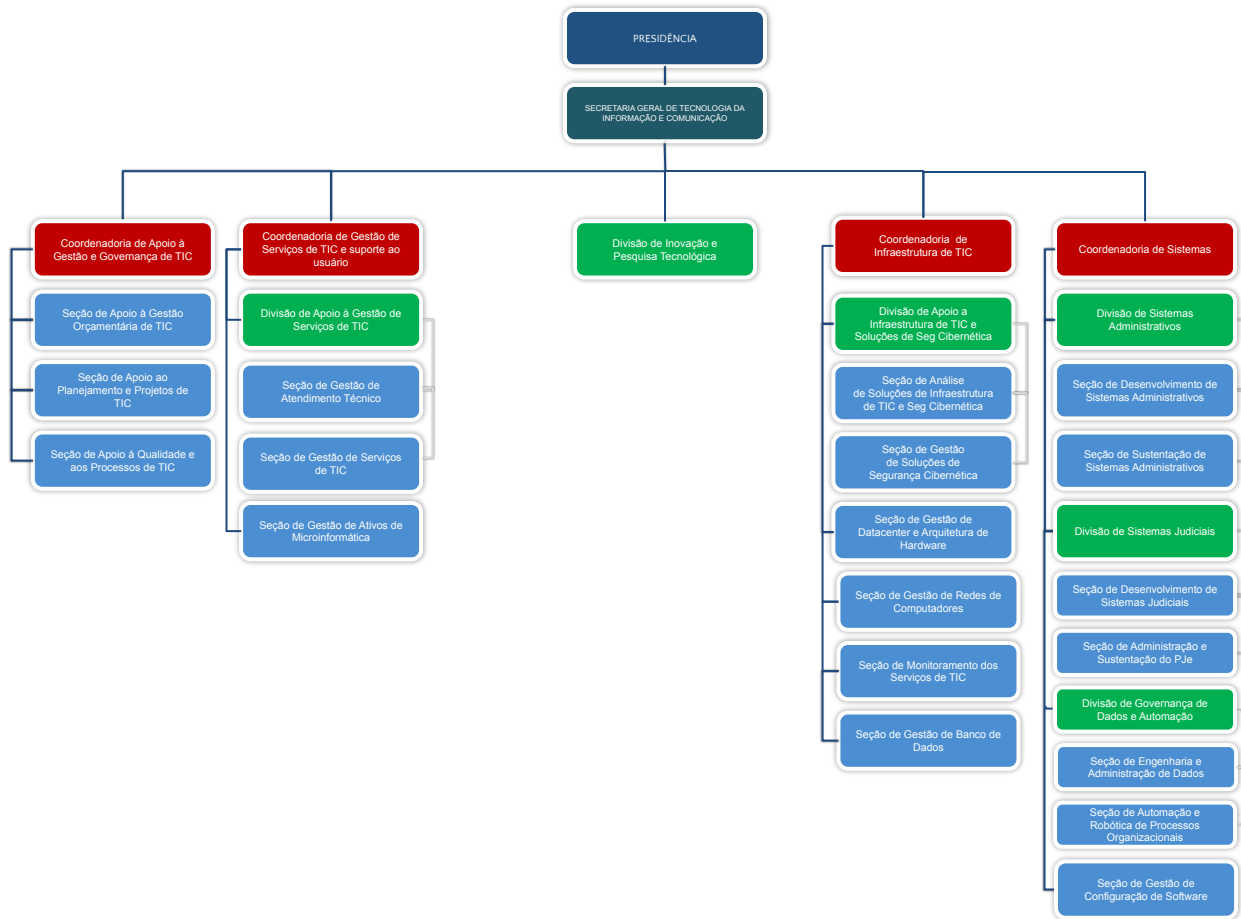 PRESIDÊNCIA
SECRETARIA GERAL DE TECNOLOGIA DA
INFORMAÇÃO E COMUNICAÇÃO
Coordenadoria de Apoio à
Gestão e Governança de TIC
Seção de Apoio à Gestão
Orçamentária de TIC
Seção de Apoio ao
Planejamento e Projetos de
TIC
Seção de Apoio à Qualidade e
aos Processos de TIC
Coordenadoria de Gestão de
Serviços de TIC e suporte ao
usuário
Divisão de Apoio à Gestão de
Serviços de TIC
Seção de Gestão de
Atendimento Técnico
Seção de Gestão de Serviços
de TIC
Seção de Gestão de Ativos de
Microinformática
Divisão de Inovação e
Pesquisa Tecnológica
Coordenadoria de
Infraestrutura de TIC
Divisão de Apoio a
Infraestrutura de TIC e
Soluções de Seg Cibernética
Seção de Análise
de Soluções de Infraestrutura
de TIC e Seg Cibernética
Seção de Gestão
de Soluções de
Segurança Cibernética
Seção de Gestão de
Datacenter e Arquitetura de
Hardware
Seção de Gestão de Redes de
Computadores
Seção de Monitoramento dos
Serviços de TIC
Seção de Gestão de Banco de
Dados
Coordenadoria de Sistemas
Divisão de Sistemas
Administrativos
Seção de Desenvolvimento de
Sistemas Administrativos
Seção de Sustentação de
Sistemas Administrativos
Divisão de Sistemas Judiciais
Seção de Desenvolvimento de
Sistemas Judiciais
Seção de Administração e
Sustentação do PJe
Divisão de Governança de
Dados e Automação
Seção de Engenharia e
Administração de Dados
Seção de Automação e
Robótica de Processos
Organizacionais
Seção de Gestão de
Configuração de Software